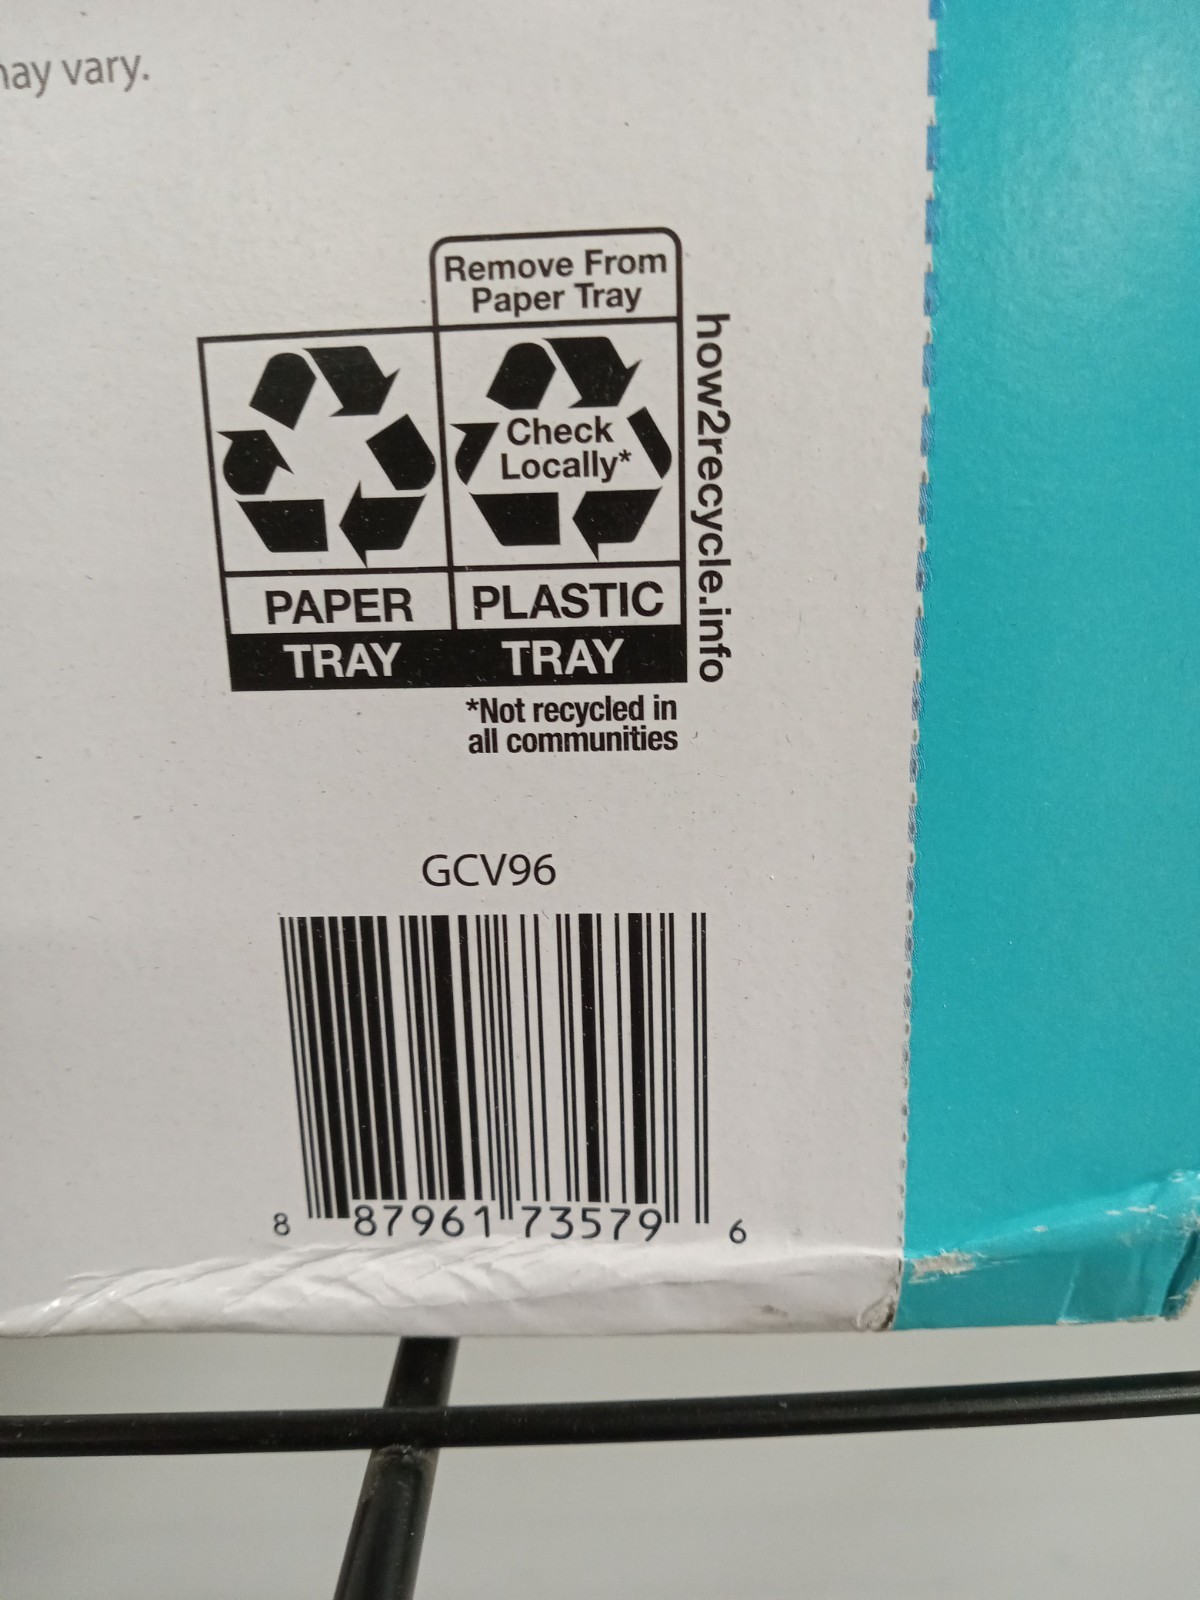 may vary.
Remove From
Paper Tray
Check
Locally*
PAPER
PLASTIC
TRAY
TRAY
how2recycle.info
*Not recycled in
all communities
GCV96
8 87961 73579 6